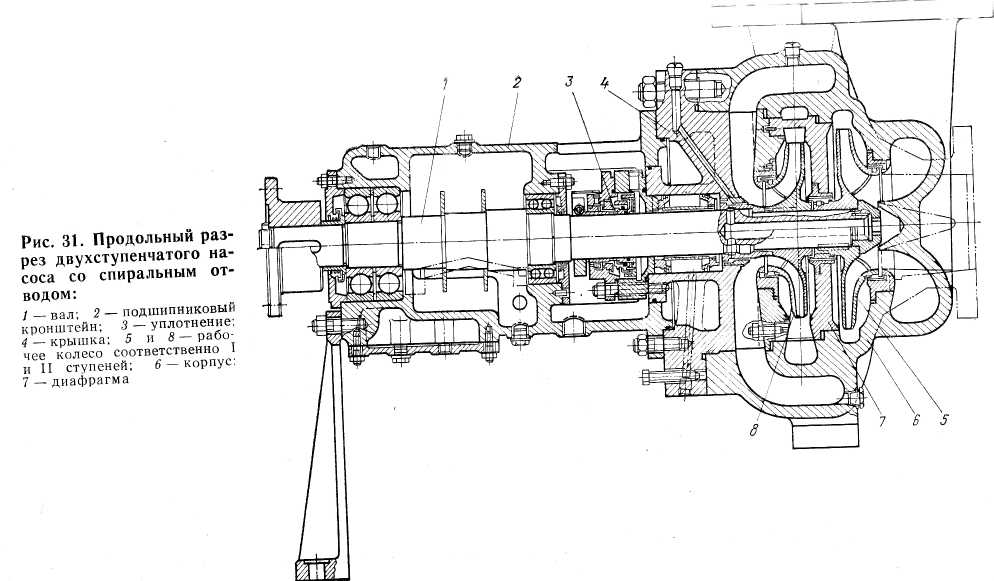 1
2
3
4
Рис. 31. Продольный раз-
рез двухступенчатого на-
соса со спиральным от-
водом:
1 — вал; 2 — подшипниковый
кронштейн; 3 — уплотнение;
4 — крышка; 5 и 8 — рабо-
чее колесо соответственно I
и II ступеней; 6 — корпус;
7 — диафрагма
8
7
6
5